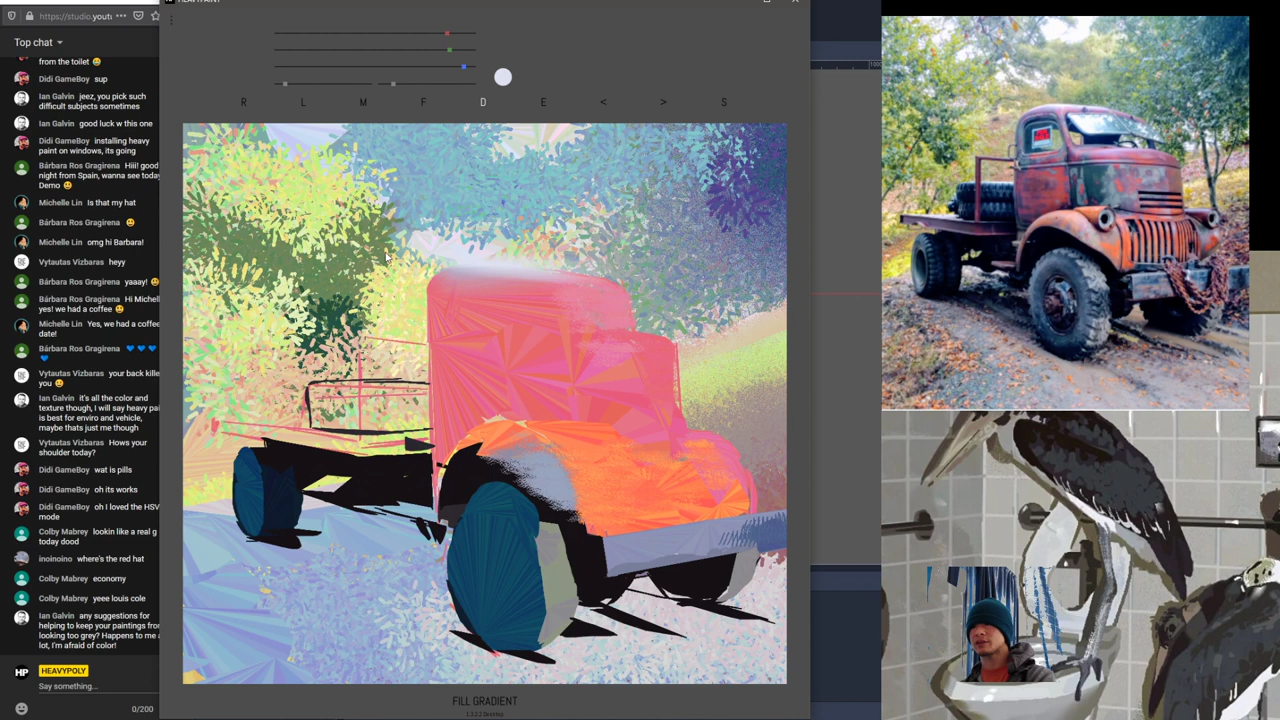 https://studio.yout
Top chat
from the toilet
Didi GameBoy sup
Ian Galvin jeez, you pick such
difficult subjects sometimes
Ian Galvin good luck w this one
Didi GameBoy installing heavy
paint on windows, its going
Bárbara Ros Gragirena Hiii! good
night from Spain, wanna see today
Demo
Michelle Lin Is that my hat
Bárbara Ros Gragirena
Michelle Lin omg hi Barbara!
Vytautas Vizbaras heyy
Bárbara Ros Gragirena yaaay!
Bárbara Ros Gragirena Hi Michell
yes! we had a coffee
Michelle Lin Yes, we had a coffee
date!
Bárbara Ros Gragirena
Vytautas Vizbaras your back kille
you
Ian Galvin it's all the color and
texture though, I will say heavy pai
is best for enviro and vehicle,
maybe thats just me though
Vytautas Vizbaras Hows your
shoulder today?
Didi GameBoy wat is pills
Didi GameBoy oh its works
Didi GameBoy oh I loved the HSV
mode
Colby Mabrey lookin like a real g
today dood
inoinoino where's the red hat
Colby Mabrey economy
Colby Mabrey yeee louis cole
Ian Galvin any suggestions for
helping to keep your paintings fro
looking too grey? Happens to me a
lot, I'm afraid of color!
HP HEAVYPOLY
Say something...
0/200
R L M F D E < > S
FILL GRADIENT